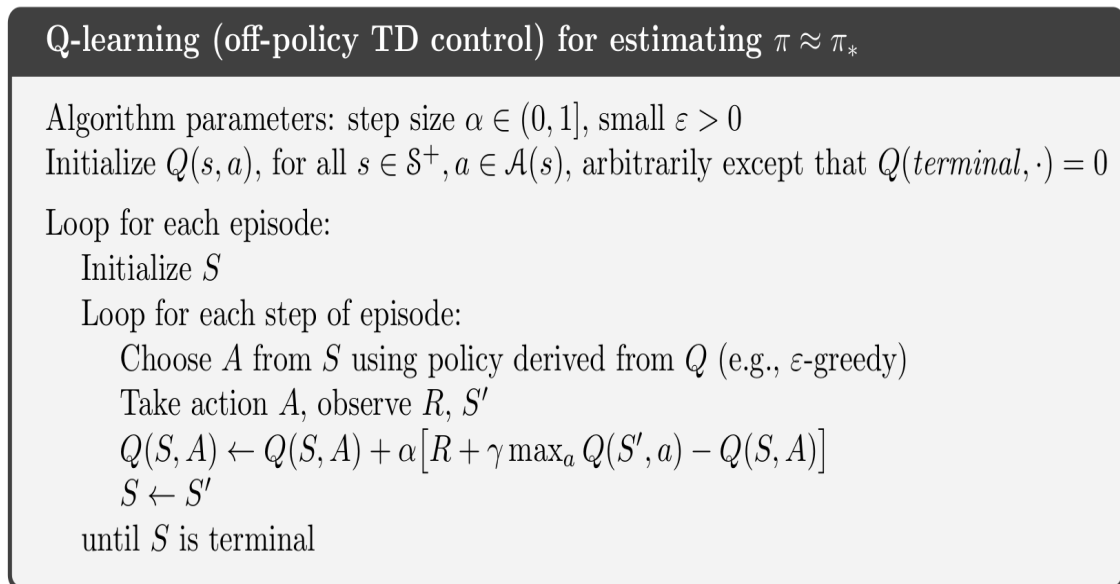 Q-learning (off-policy TD control) for estimating π ≈ π∗
Algorithm parameters: step size α ∈ (0, 1], small ε > 0
Initialize Q(s, a), for all s ∈ 𝒮⁺, a ∈ 𝒜(s), arbitrarily except that Q(terminal, ·) = 0
Loop for each episode:
Initialize S
Loop for each step of episode:
Choose A from S using policy derived from Q (e.g., ε-greedy)
Take action A, observe R, S′
Q(S, A) ← Q(S, A) + α[R + γ maxₐ Q(S′, a) − Q(S, A)]
S ← S′
until S is terminal